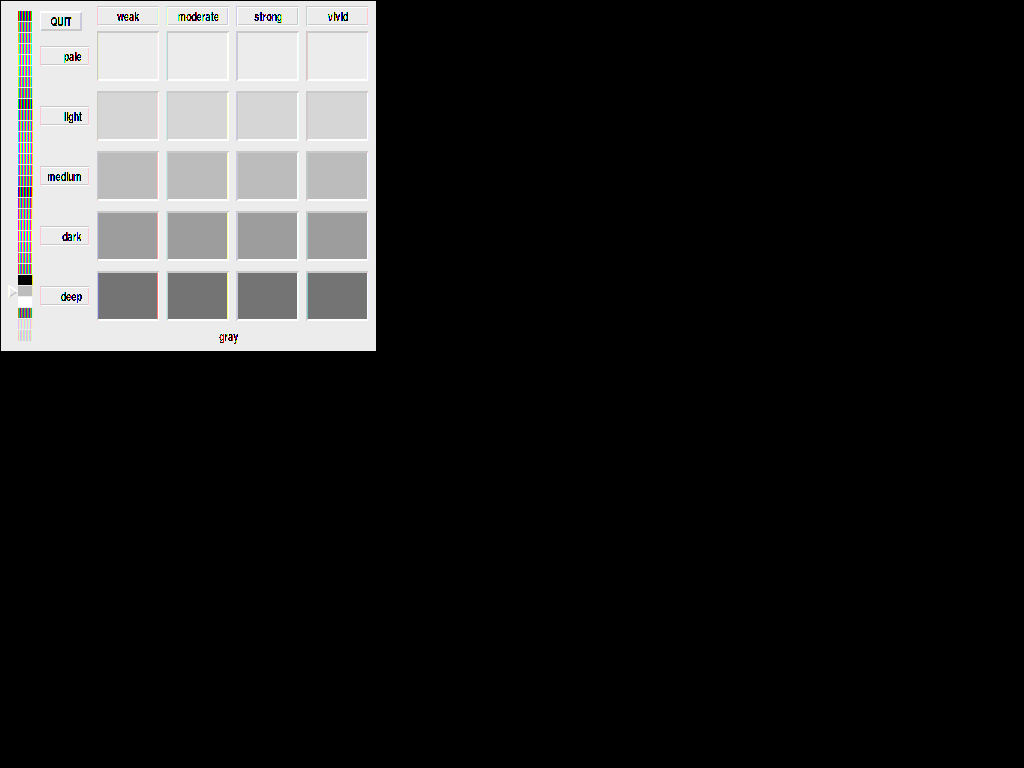 QUIT weak moderate strong vivid
pale
light
medium
dark
deep
gray